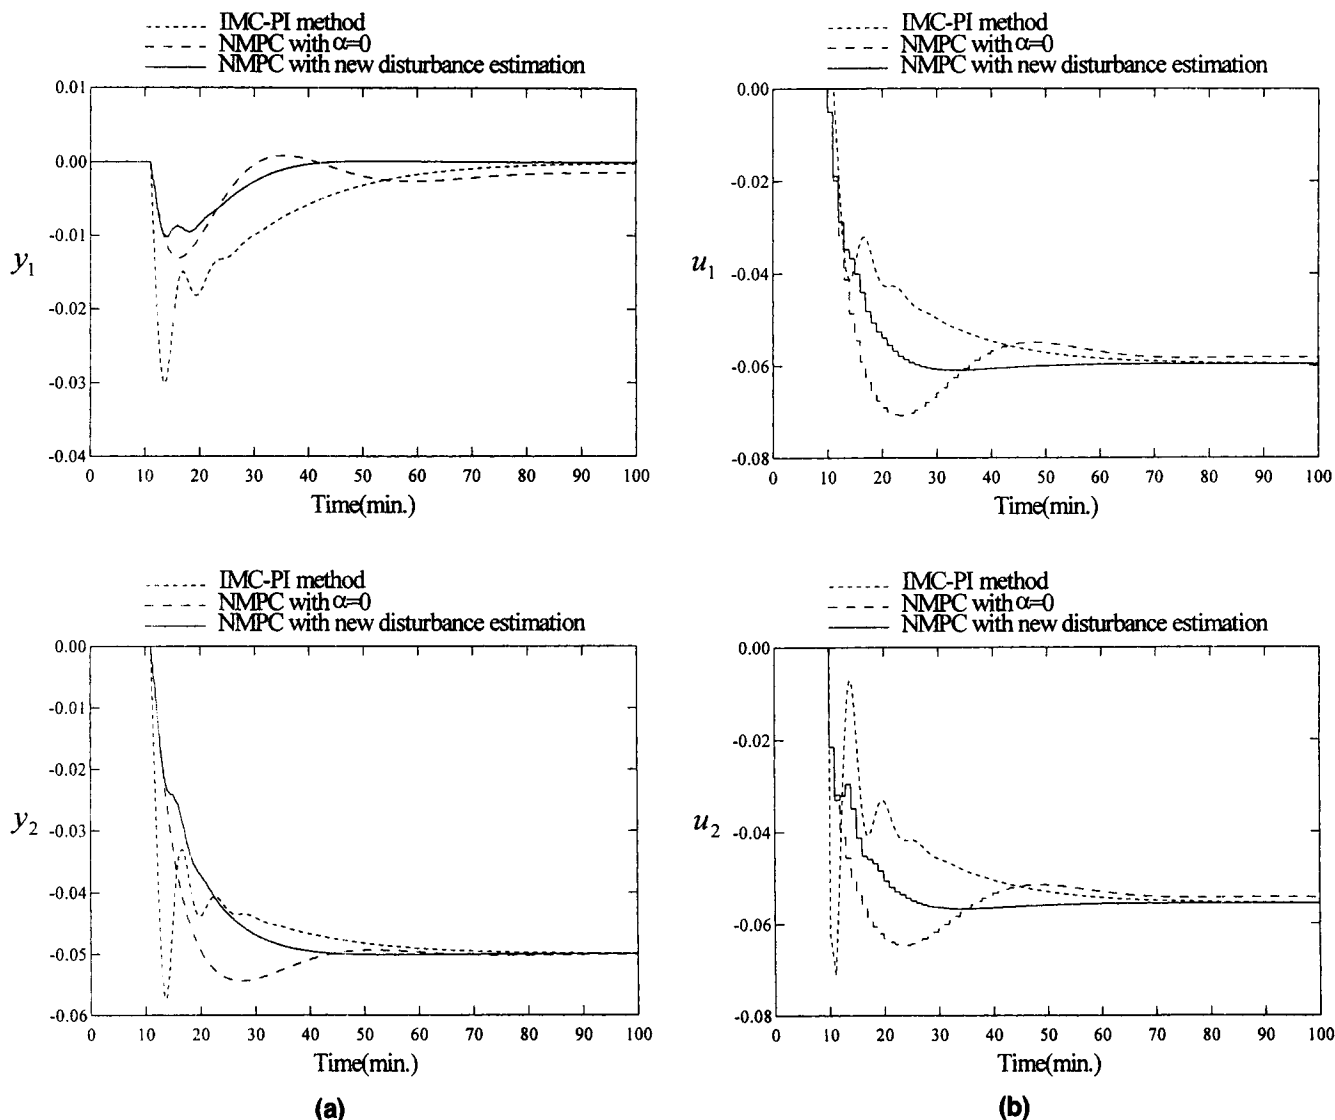 IMC-PI method
NMPC with α=0
NMPC with new disturbance estimation
0.01
0.00
-0.01
-0.02
-0.03
-0.04
y1
0 10 20 30 40 50 60 70 80 90 100
Time(min.)
IMC-PI method
NMPC with α=0
NMPC with new disturbance estimation
0.00
-0.02
-0.04
-0.06
-0.08
u1
0 10 20 30 40 50 60 70 80 90 100
Time(min.)
IMC-PI method
NMPC with α=0
NMPC with new disturbance estimation
0.00
-0.01
-0.02
-0.03
-0.04
-0.05
-0.06
y2
0 10 20 30 40 50 60 70 80 90 100
Time(min.)
(a)
IMC-PI method
NMPC with α=0
NMPC with new disturbance estimation
0.00
-0.02
-0.04
-0.06
-0.08
u2
0 10 20 30 40 50 60 70 80 90 100
Time(min.)
(b)